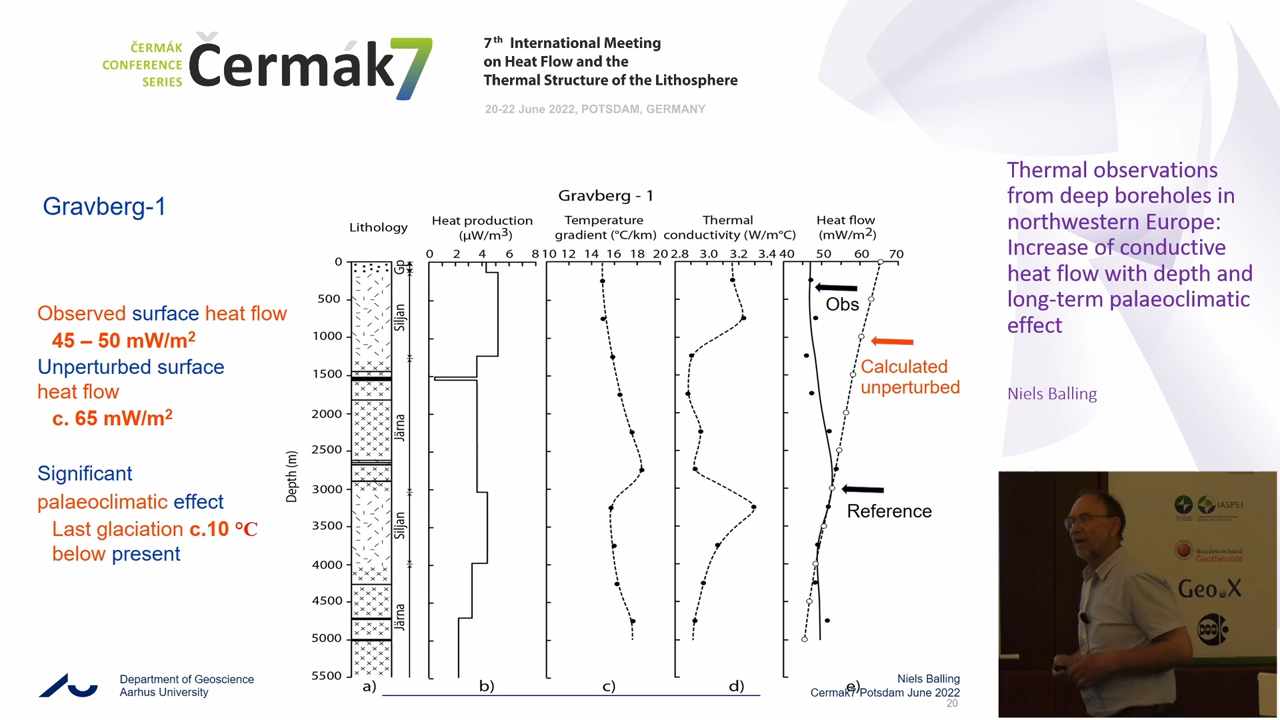 ČERMÁK
CONFERENCE
SERIES
Čermák7
7th International Meeting
on Heat Flow and the
Thermal Structure of the Lithosphere
20-22 June 2022, POTSDAM, GERMANY
Thermal observations
from deep boreholes in
northwestern Europe:
Increase of conductive
heat flow with depth and
long-term palaeoclimatic
effect
Niels Balling
Gravberg-1
Observed surface heat flow
45 – 50 mW/m2
Unperturbed surface
heat flow
c. 65 mW/m2
Significant
palaeoclimatic effect
Last glaciation c.10 °C
below present
Gravberg - 1
Lithology
Heat production
(µW/m3)
Temperature
gradient (°C/km)
Thermal
conductivity (W/m°C)
Heat flow
(mW/m2)
0 2 4 6 8
10 12 14 16 18 20
2.8 3.0 3.2 3.4
40 50 60 70
Depth (m)
0
500
1000
1500
2000
2500
3000
3500
4000
4500
5000
5500
Gp
Siljan
Järna
Siljan
Järna
Obs
Calculated
unperturbed
Reference
a) b) c) d) e)
Department of Geoscience
Aarhus University
Niels Balling
Cermak7 Potsdam June 2022
20
IUGG
IASPEI
Bundesverband
Geothermie
Geo.X